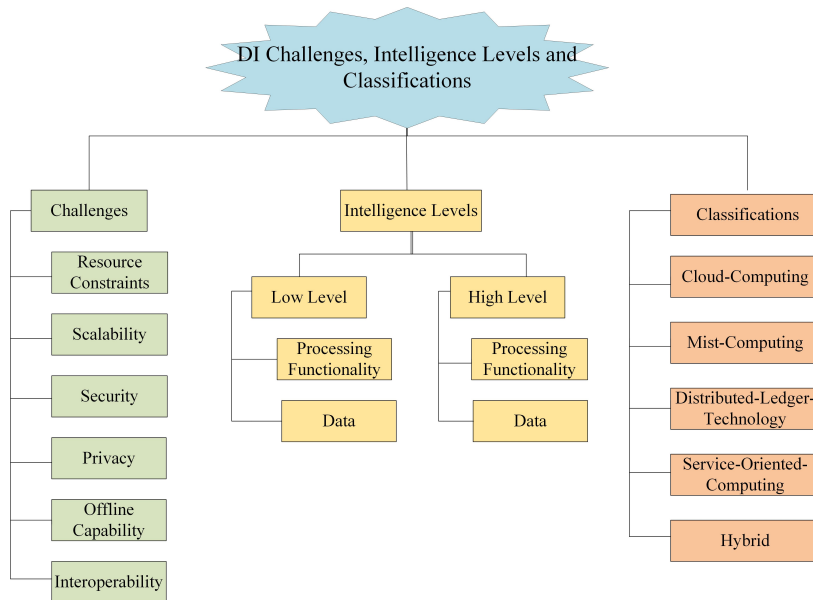 DI Challenges, Intelligence Levels and
Classifications
Challenges
Resource
Constraints
Scalability
Security
Privacy
Offline
Capability
Interoperability
Intelligence Levels
Low Level
Processing
Functionality
Data
High Level
Processing
Functionality
Data
Classifications
Cloud-Computing
Mist-Computing
Distributed-Ledger-
Technology
Service-Oriented-
Computing
Hybrid